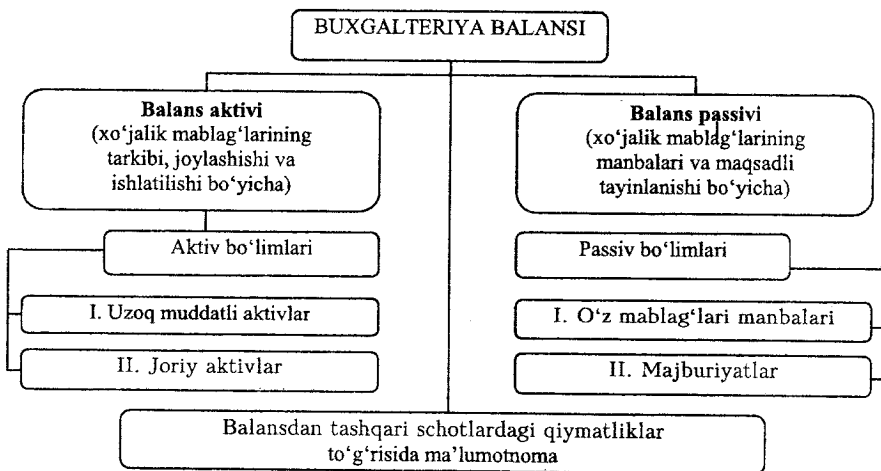 BUXGALTERIYA BALANSI
Balans aktivi
(xo‘jalik mablag‘larining
tarkibi, joylashishi va
ishlatilishi bo‘yicha)
Balans passivi
(xo‘jalik mablag‘larining
manbalari va maqsadli
tayinlanishi bo‘yicha)
Aktiv bo‘limlari
Passiv bo‘limlari
I. Uzoq muddatli aktivlar
I. O‘z mablag‘lari manbalari
II. Joriy aktivlar
II. Majburiyatlar
Balansdan tashqari schotlardagi qiymatliklar
to‘g‘risida ma’lumotnoma